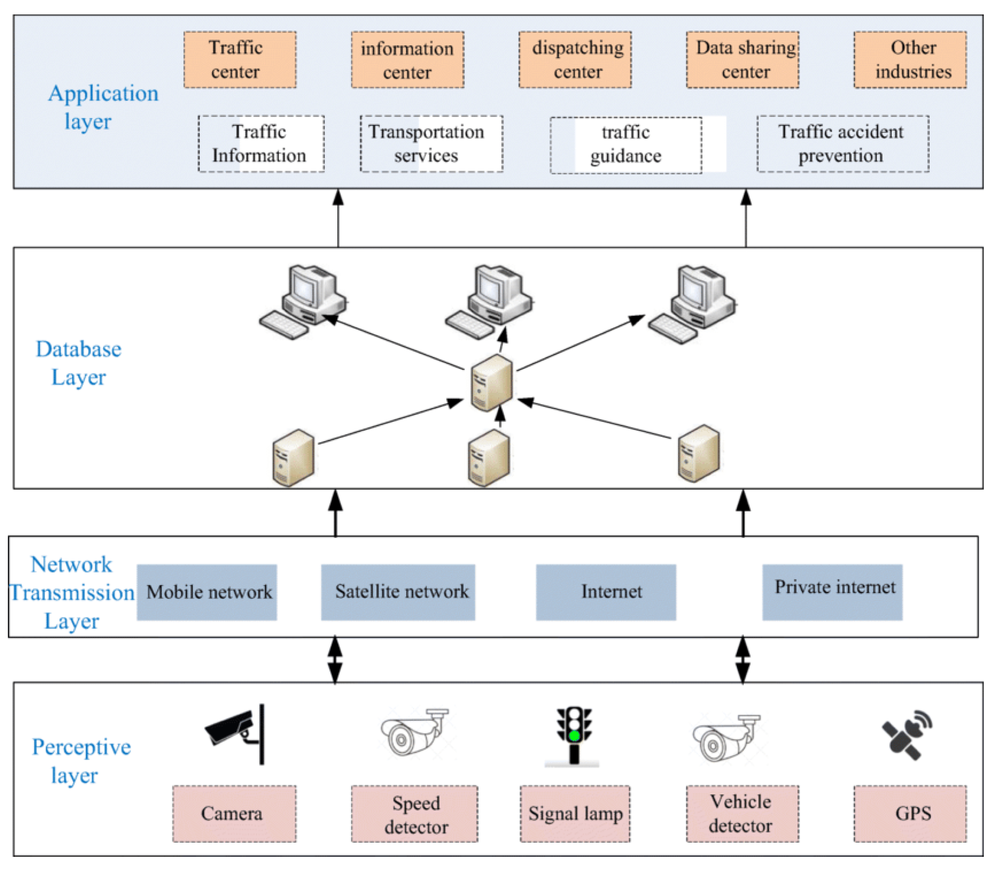 Application
layer
Traffic
center
information
center
dispatching
center
Data sharing
center
Other
industries
Traffic
Information
Transportation
services
traffic
guidance
Traffic accident
prevention
Database
Layer
Network
Transmission
Layer
Mobile network
Satellite network
Internet
Private internet
Perceptive
layer
Camera
Speed
detector
Signal lamp
Vehicle
detector
GPS